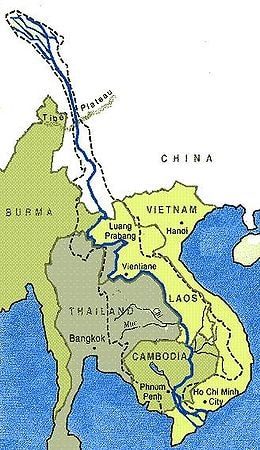 Tibet Plateau
CHINA
BURMA
VIETNAM
Luang
Prabang
Hanoi
Vientiane
LAOS
THAILAND
Mun
Bangkok
CAMBODIA
Phnom
Penh
Ho Chi Minh
City